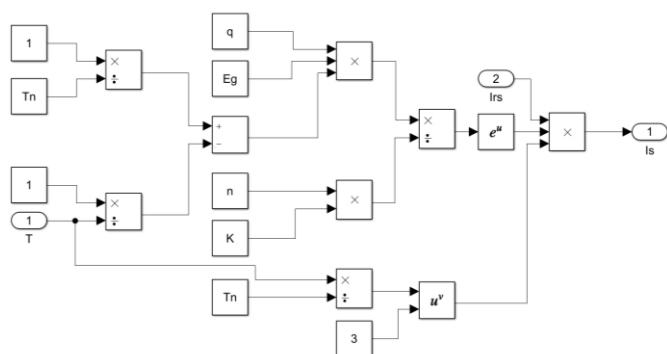 1
×
÷
Tn
q
Eg
×
2
Irs
+
−
×
÷
e^u
×
1
Is
1
×
÷
1
T
n
K
×
Tn
×
÷
u^v
3